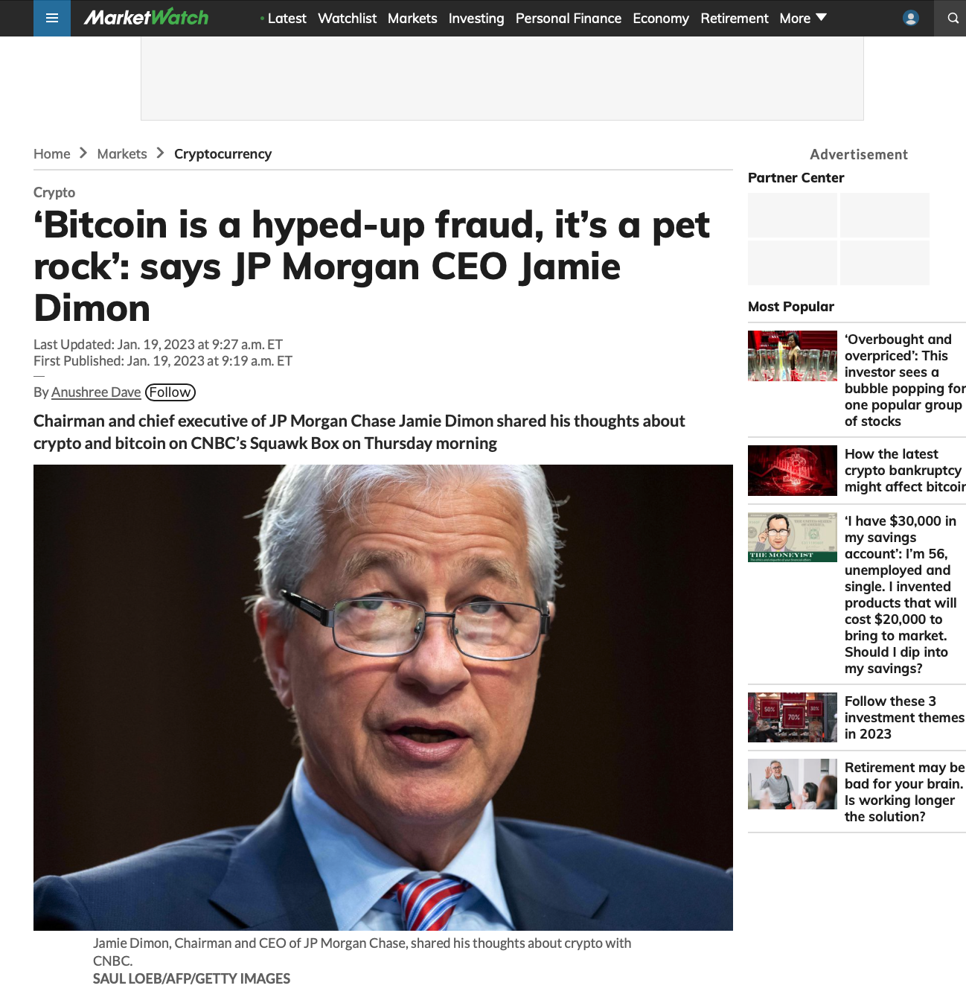 MarketWatch
Latest Watchlist Markets Investing Personal Finance Economy Retirement More
Home Markets Cryptocurrency
Crypto
‘Bitcoin is a hyped-up fraud, it’s a pet
rock’: says JP Morgan CEO Jamie
Dimon
Last Updated: Jan. 19, 2023 at 9:27 a.m. ET
First Published: Jan. 19, 2023 at 9:19 a.m. ET
By Anushree Dave Follow
Chairman and chief executive of JP Morgan Chase Jamie Dimon shared his thoughts about
crypto and bitcoin on CNBC’s Squawk Box on Thursday morning
Jamie Dimon, Chairman and CEO of JP Morgan Chase, shared his thoughts about crypto with
CNBC.
SAUL LOEB/AFP/GETTY IMAGES
Advertisement
Partner Center
Most Popular
‘Overbought and
overpriced’: This
investor sees a
bubble popping for
one popular group
of stocks
How the latest
crypto bankruptcy
might affect bitcoin
THE MONEYIST
‘I have $30,000 in
my savings
account’: I’m 56,
unemployed and
single. I invented
products that will
cost $20,000 to
bring to market.
Should I dip into
my savings?
50% 70% 30%
Follow these 3
investment themes
in 2023
Retirement may be
bad for your brain.
Is working longer
the solution?